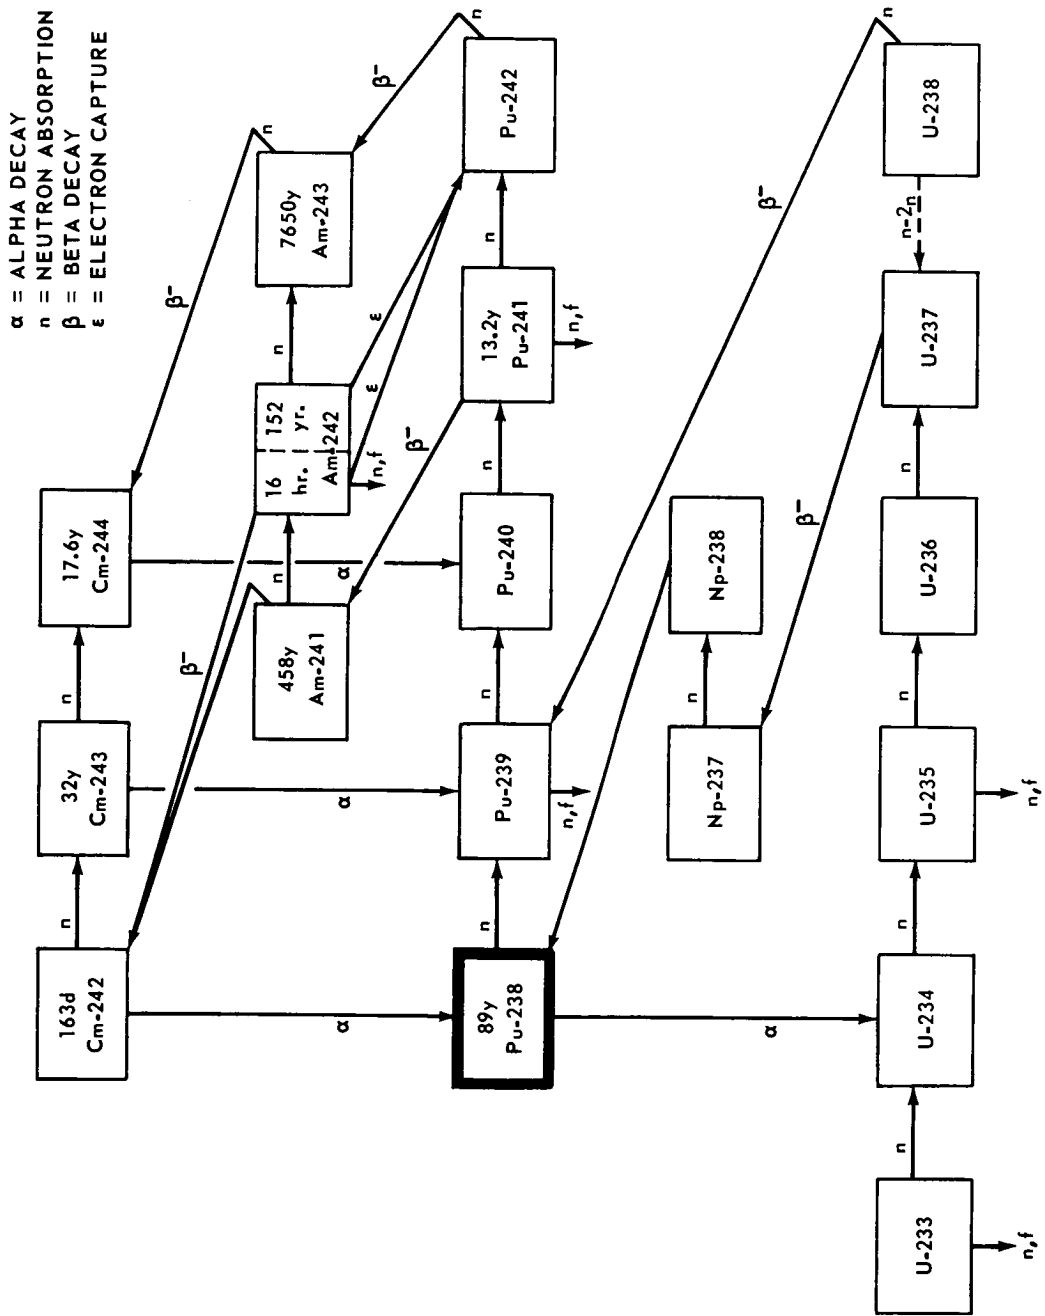 α = ALPHA DECAY
n = NEUTRON ABSORPTION
β = BETA DECAY
ε = ELECTRON CAPTURE
163d
Cm-242
n
32y
Cm-243
n
17.6y
Cm-244
β⁻
β⁻
n
458y
Am-241
n
16 hr.
152 yr.
Am-242
n
7650y
Am-243
n,f
ε
ε
β⁻
β⁻
n
α
α
α
89y
Pu-238
n
Pu-239
n
Pu-240
n
13.2y
Pu-241
n
Pu-242
n,f
n,f
Np-237
n
Np-238
β⁻
β⁻
α
n
U-233
n
U-234
n
U-235
n
U-236
n
U-237
n-2n
U-238
n,f
n,f